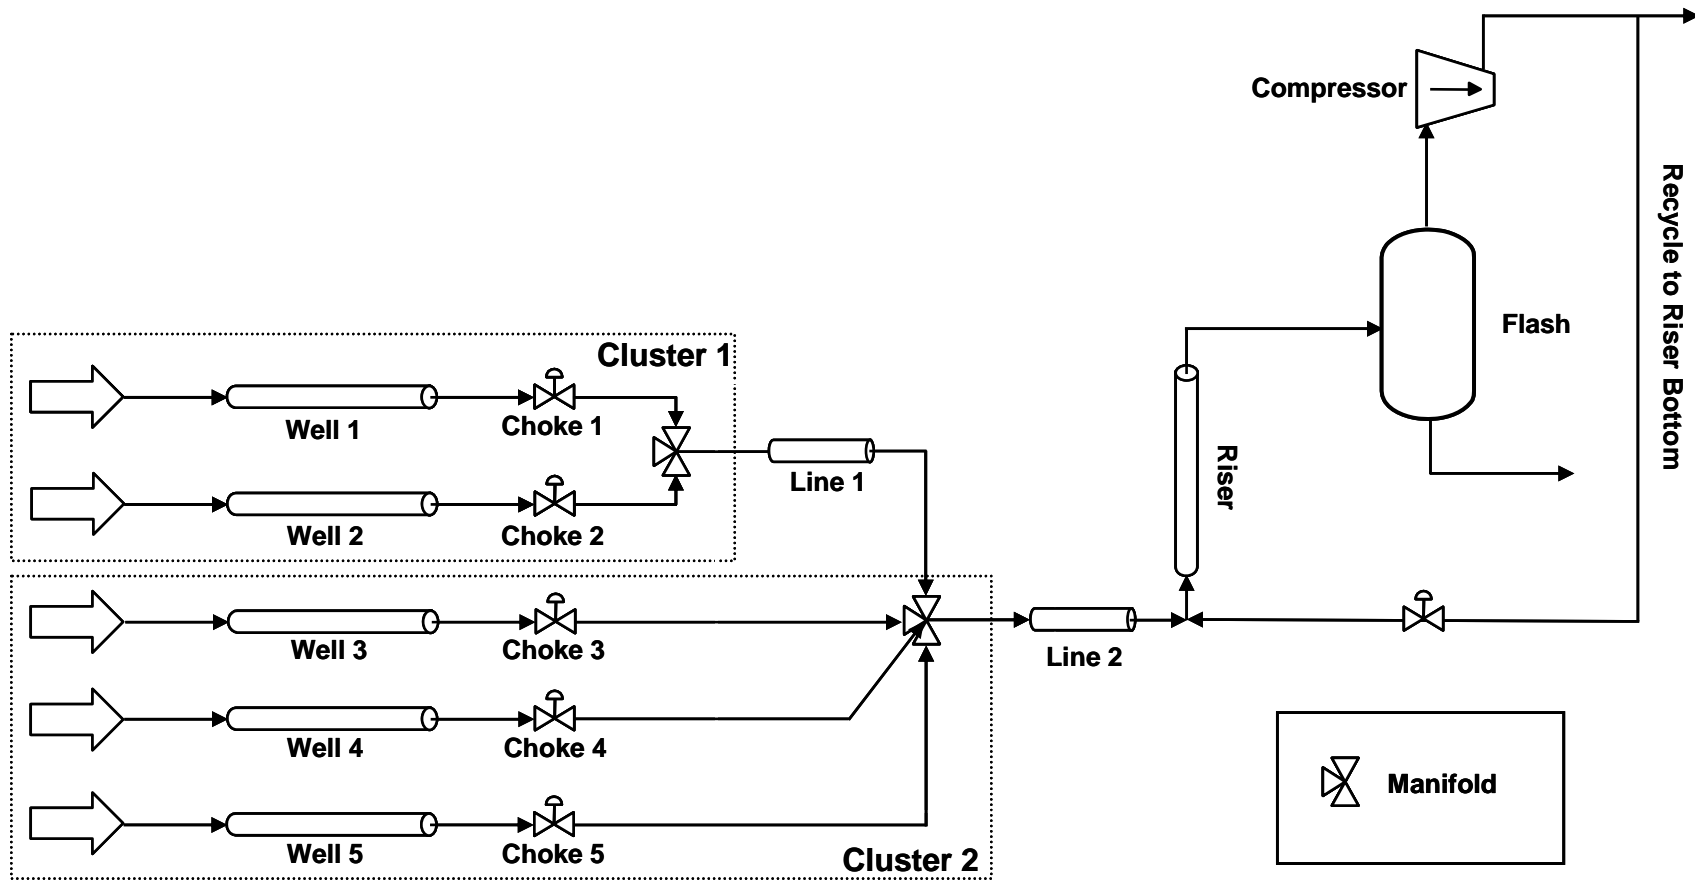 Compressor
Recycle to Riser Bottom
Flash
Cluster 1
Well 1
Choke 1
Line 1
Riser
Well 2
Choke 2
Well 3
Choke 3
Line 2
Well 4
Choke 4
Manifold
Well 5
Choke 5
Cluster 2